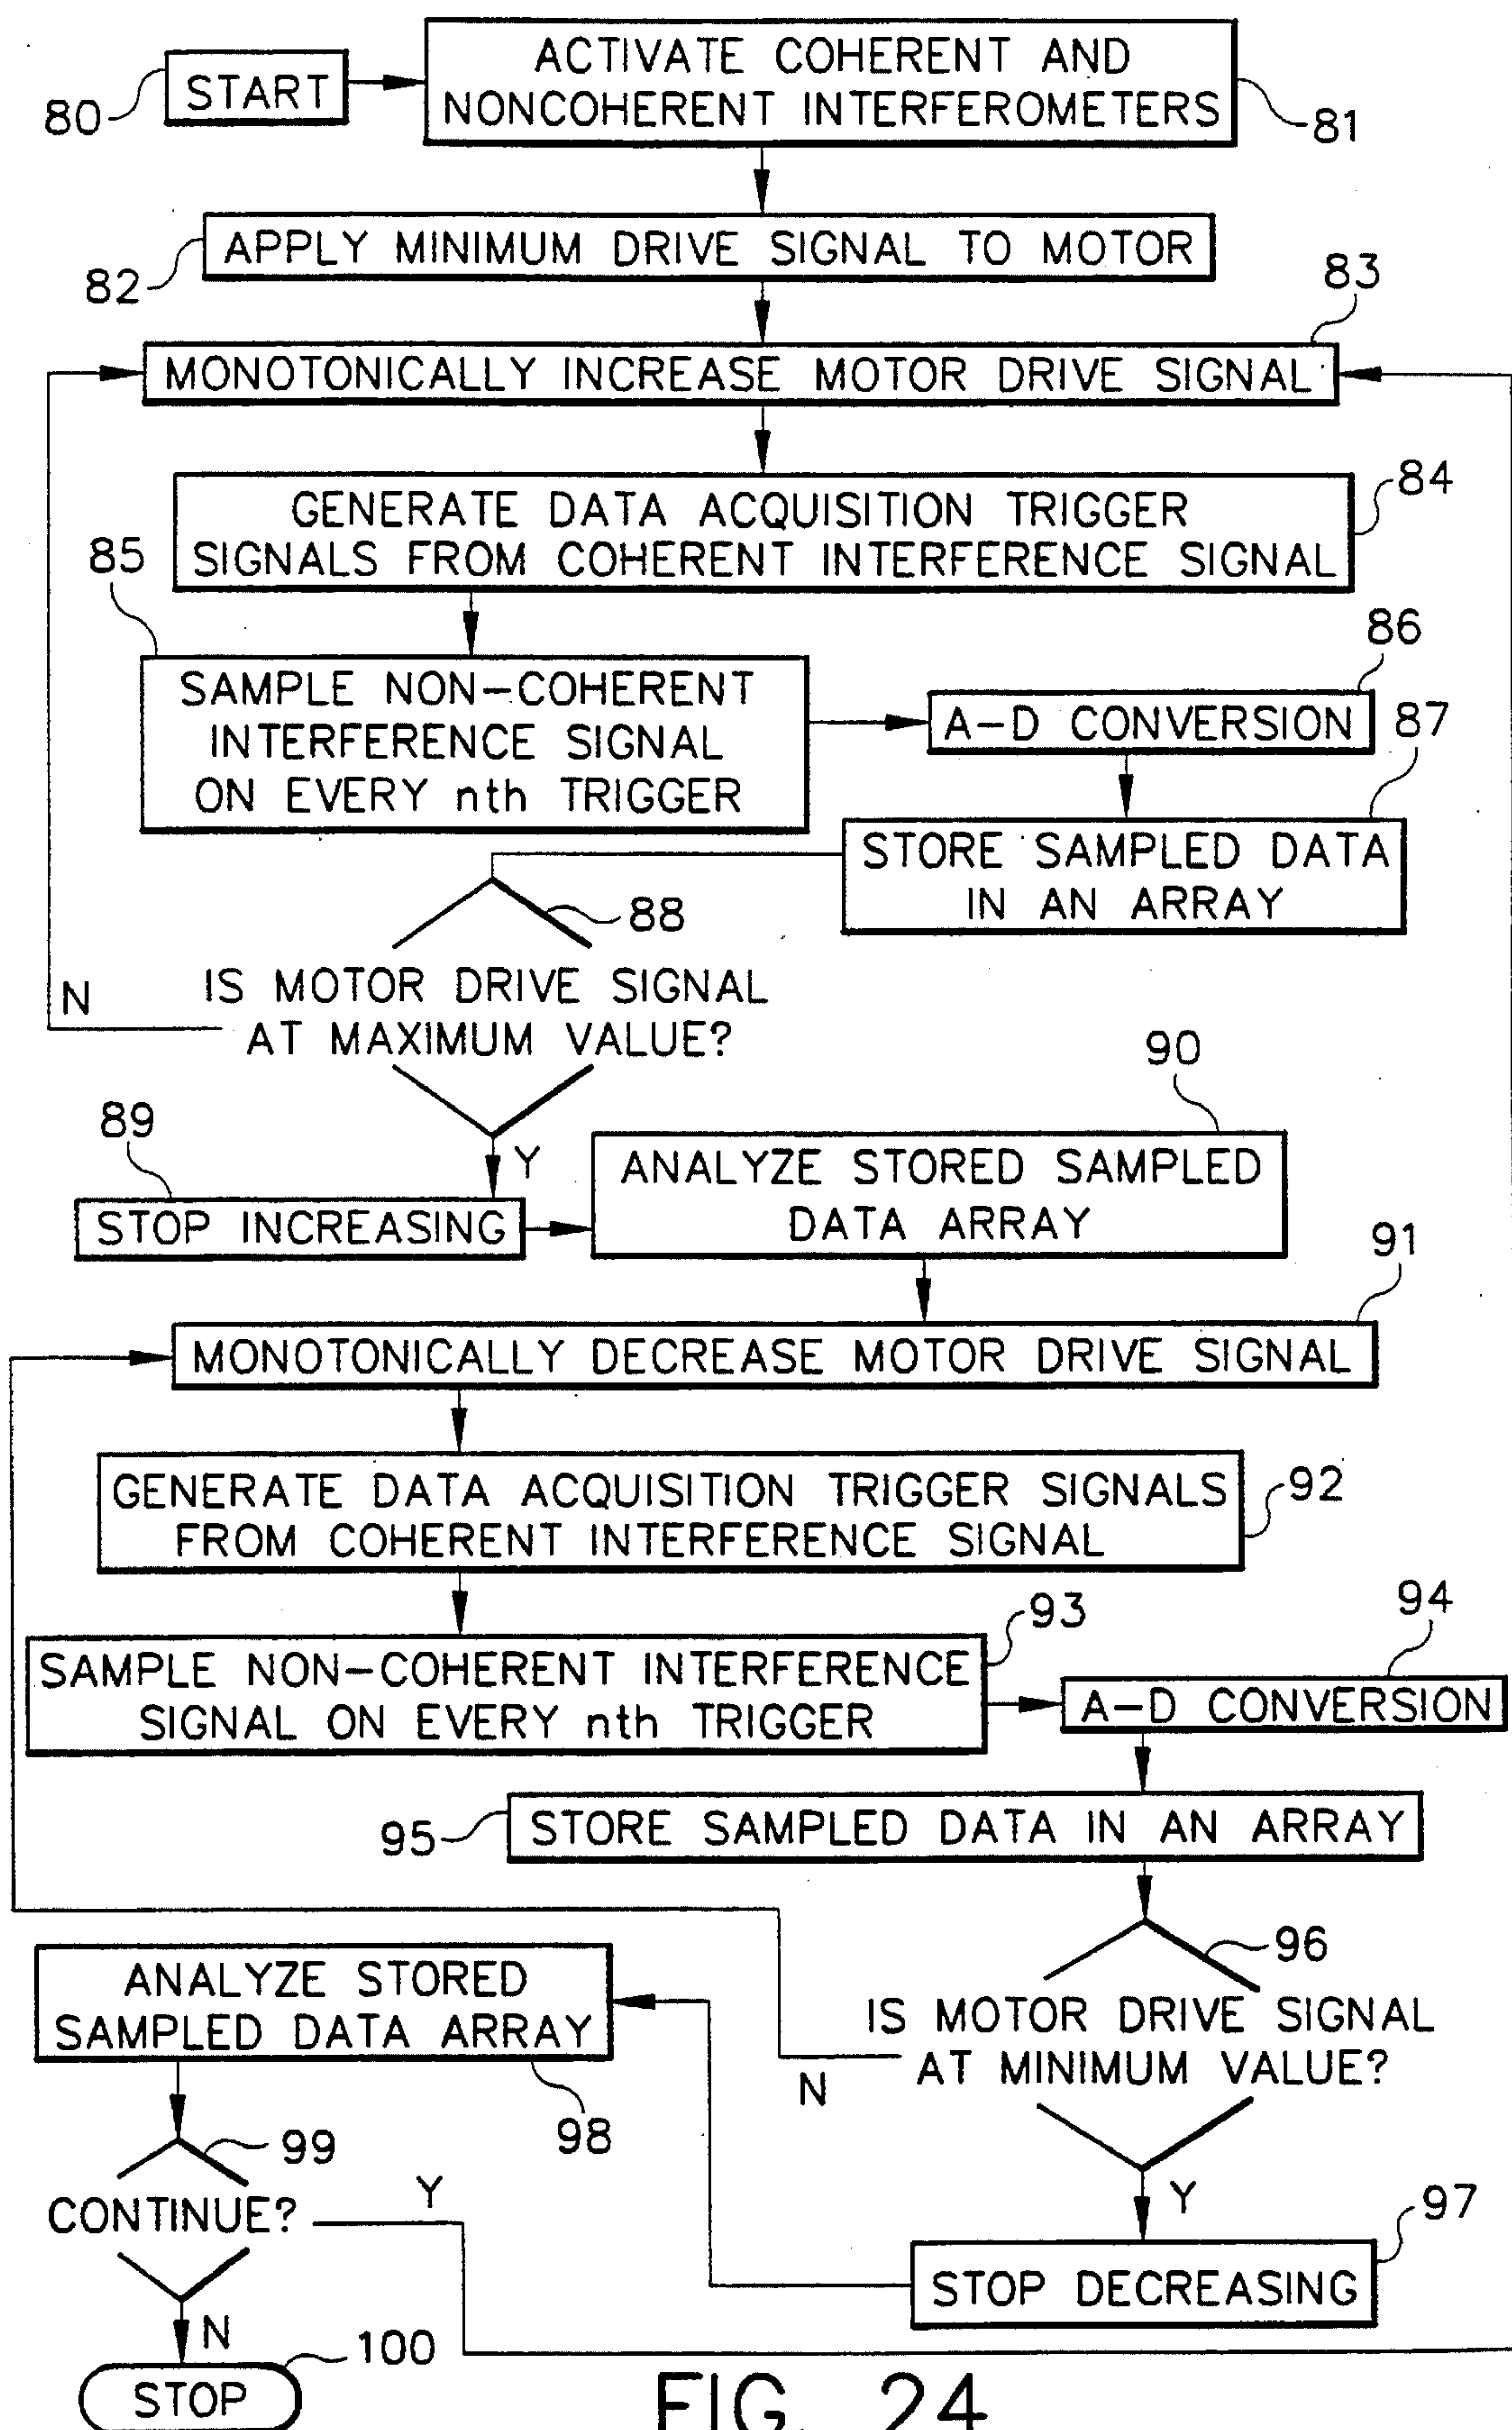 80
START
ACTIVATE COHERENT AND
NONCOHERENT INTERFEROMETERS
81
APPLY MINIMUM DRIVE SIGNAL TO MOTOR
82
83
MONOTONICALLY INCREASE MOTOR DRIVE SIGNAL
84
GENERATE DATA ACQUISITION TRIGGER
SIGNALS FROM COHERENT INTERFERENCE SIGNAL
85
SAMPLE NON-COHERENT
INTERFERENCE SIGNAL
ON EVERY nth TRIGGER
86
A-D CONVERSION
87
STORE SAMPLED DATA
IN AN ARRAY
88
IS MOTOR DRIVE SIGNAL
AT MAXIMUM VALUE?
N
Y
89
STOP INCREASING
90
ANALYZE STORED SAMPLED
DATA ARRAY
91
MONOTONICALLY DECREASE MOTOR DRIVE SIGNAL
GENERATE DATA ACQUISITION TRIGGER SIGNALS
FROM COHERENT INTERFERENCE SIGNAL
92
93
SAMPLE NON-COHERENT INTERFERENCE
SIGNAL ON EVERY nth TRIGGER
94
A-D CONVERSION
95
STORE SAMPLED DATA IN AN ARRAY
96
IS MOTOR DRIVE SIGNAL
AT MINIMUM VALUE?
N
Y
97
STOP DECREASING
ANALYZE STORED
SAMPLED DATA ARRAY
98
99
CONTINUE?
Y
N
100
STOP
FIG. 24